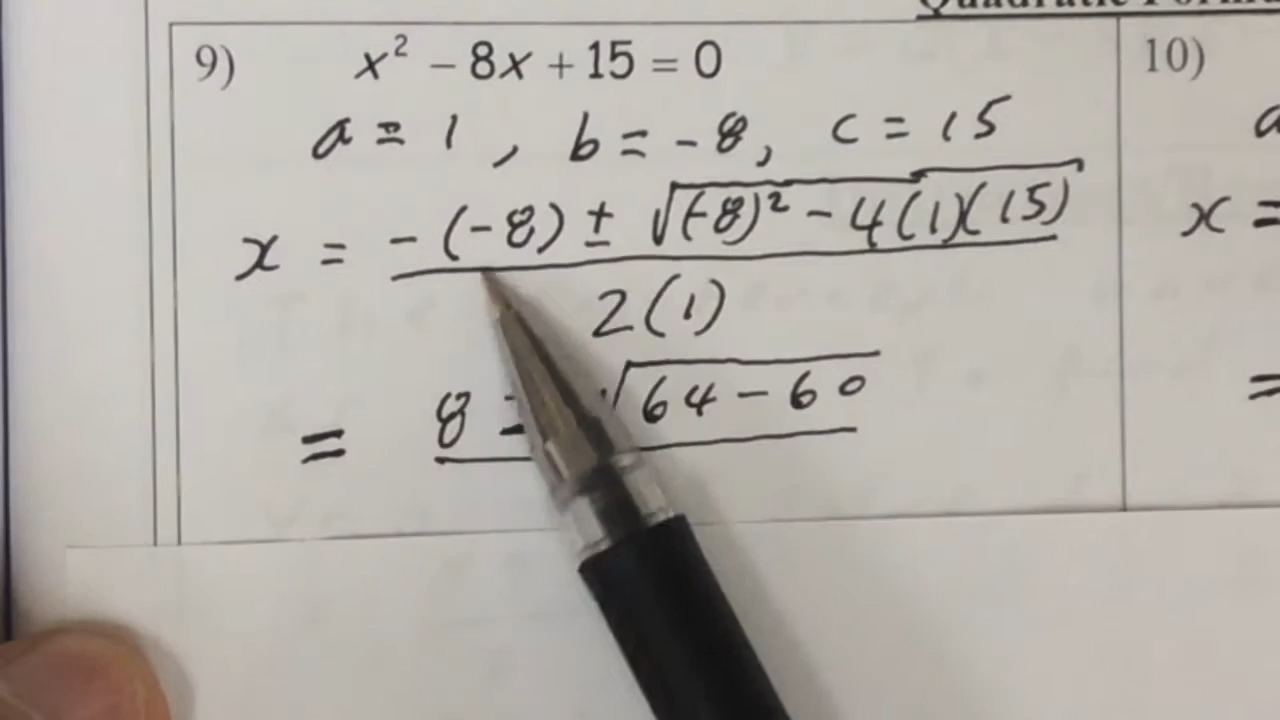 Quadratic Formu
9) x² − 8x + 15 = 0
10)
a = 1 , b = -8, c = 15
a
x = -(-8) ± √(-8)² - 4(1)(15)
x =
2(1)
= 8 √64 - 60
=